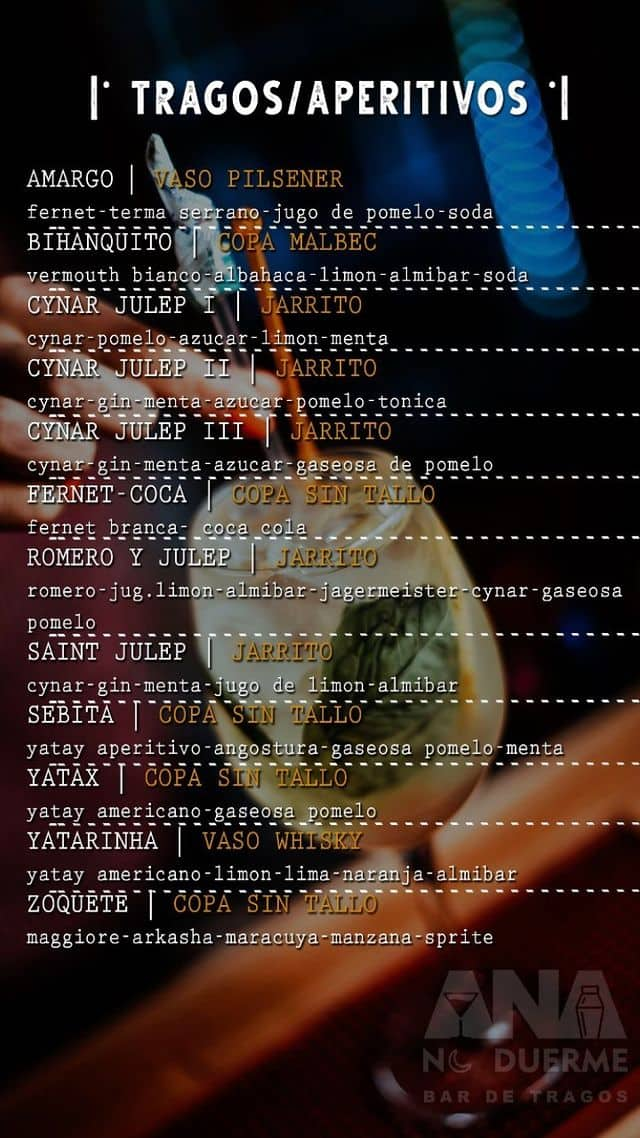 |· TRAGOS/APERITIVOS ·|
AMARGO | VASO PILSENER
fernet-terma serrano-jugo de pomelo-soda
BIHANQUITO | COPA MALBEC
vermouth bianco-albahaca-limon-almibar-soda
CYNAR JULEP I | JARRITO
cynar-pomelo-azucar-limon-menta
CYNAR JULEP II | JARRITO
cynar-gin-menta-azucar-pomelo-tonica
CYNAR JULEP III | JARRITO
cynar-gin-menta-azucar-gaseosa de pomelo
FERNET-COCA | COPA SIN TALLO
fernet branca- coca cola
ROMERO Y JULEP | JARRITO
romero-jug.limon-almibar-jagermeister-cynar-gaseosa
pomelo
SAINT JULEP | JARRITO
cynar-gin-menta-jugo de limon-almibar
SEBITA | COPA SIN TALLO
yatay aperitivo-angostura-gaseosa pomelo-menta
YATAX | COPA SIN TALLO
yatay americano-gaseosa pomelo
YATARINHA | VASO WHISKY
yatay americano-limon-lima-naranja-almibar
ZOQUETE | COPA SIN TALLO
maggiore-arkasha-maracuya-manzana-sprite
ANA
NO DUERME
BAR DE TRAGOS